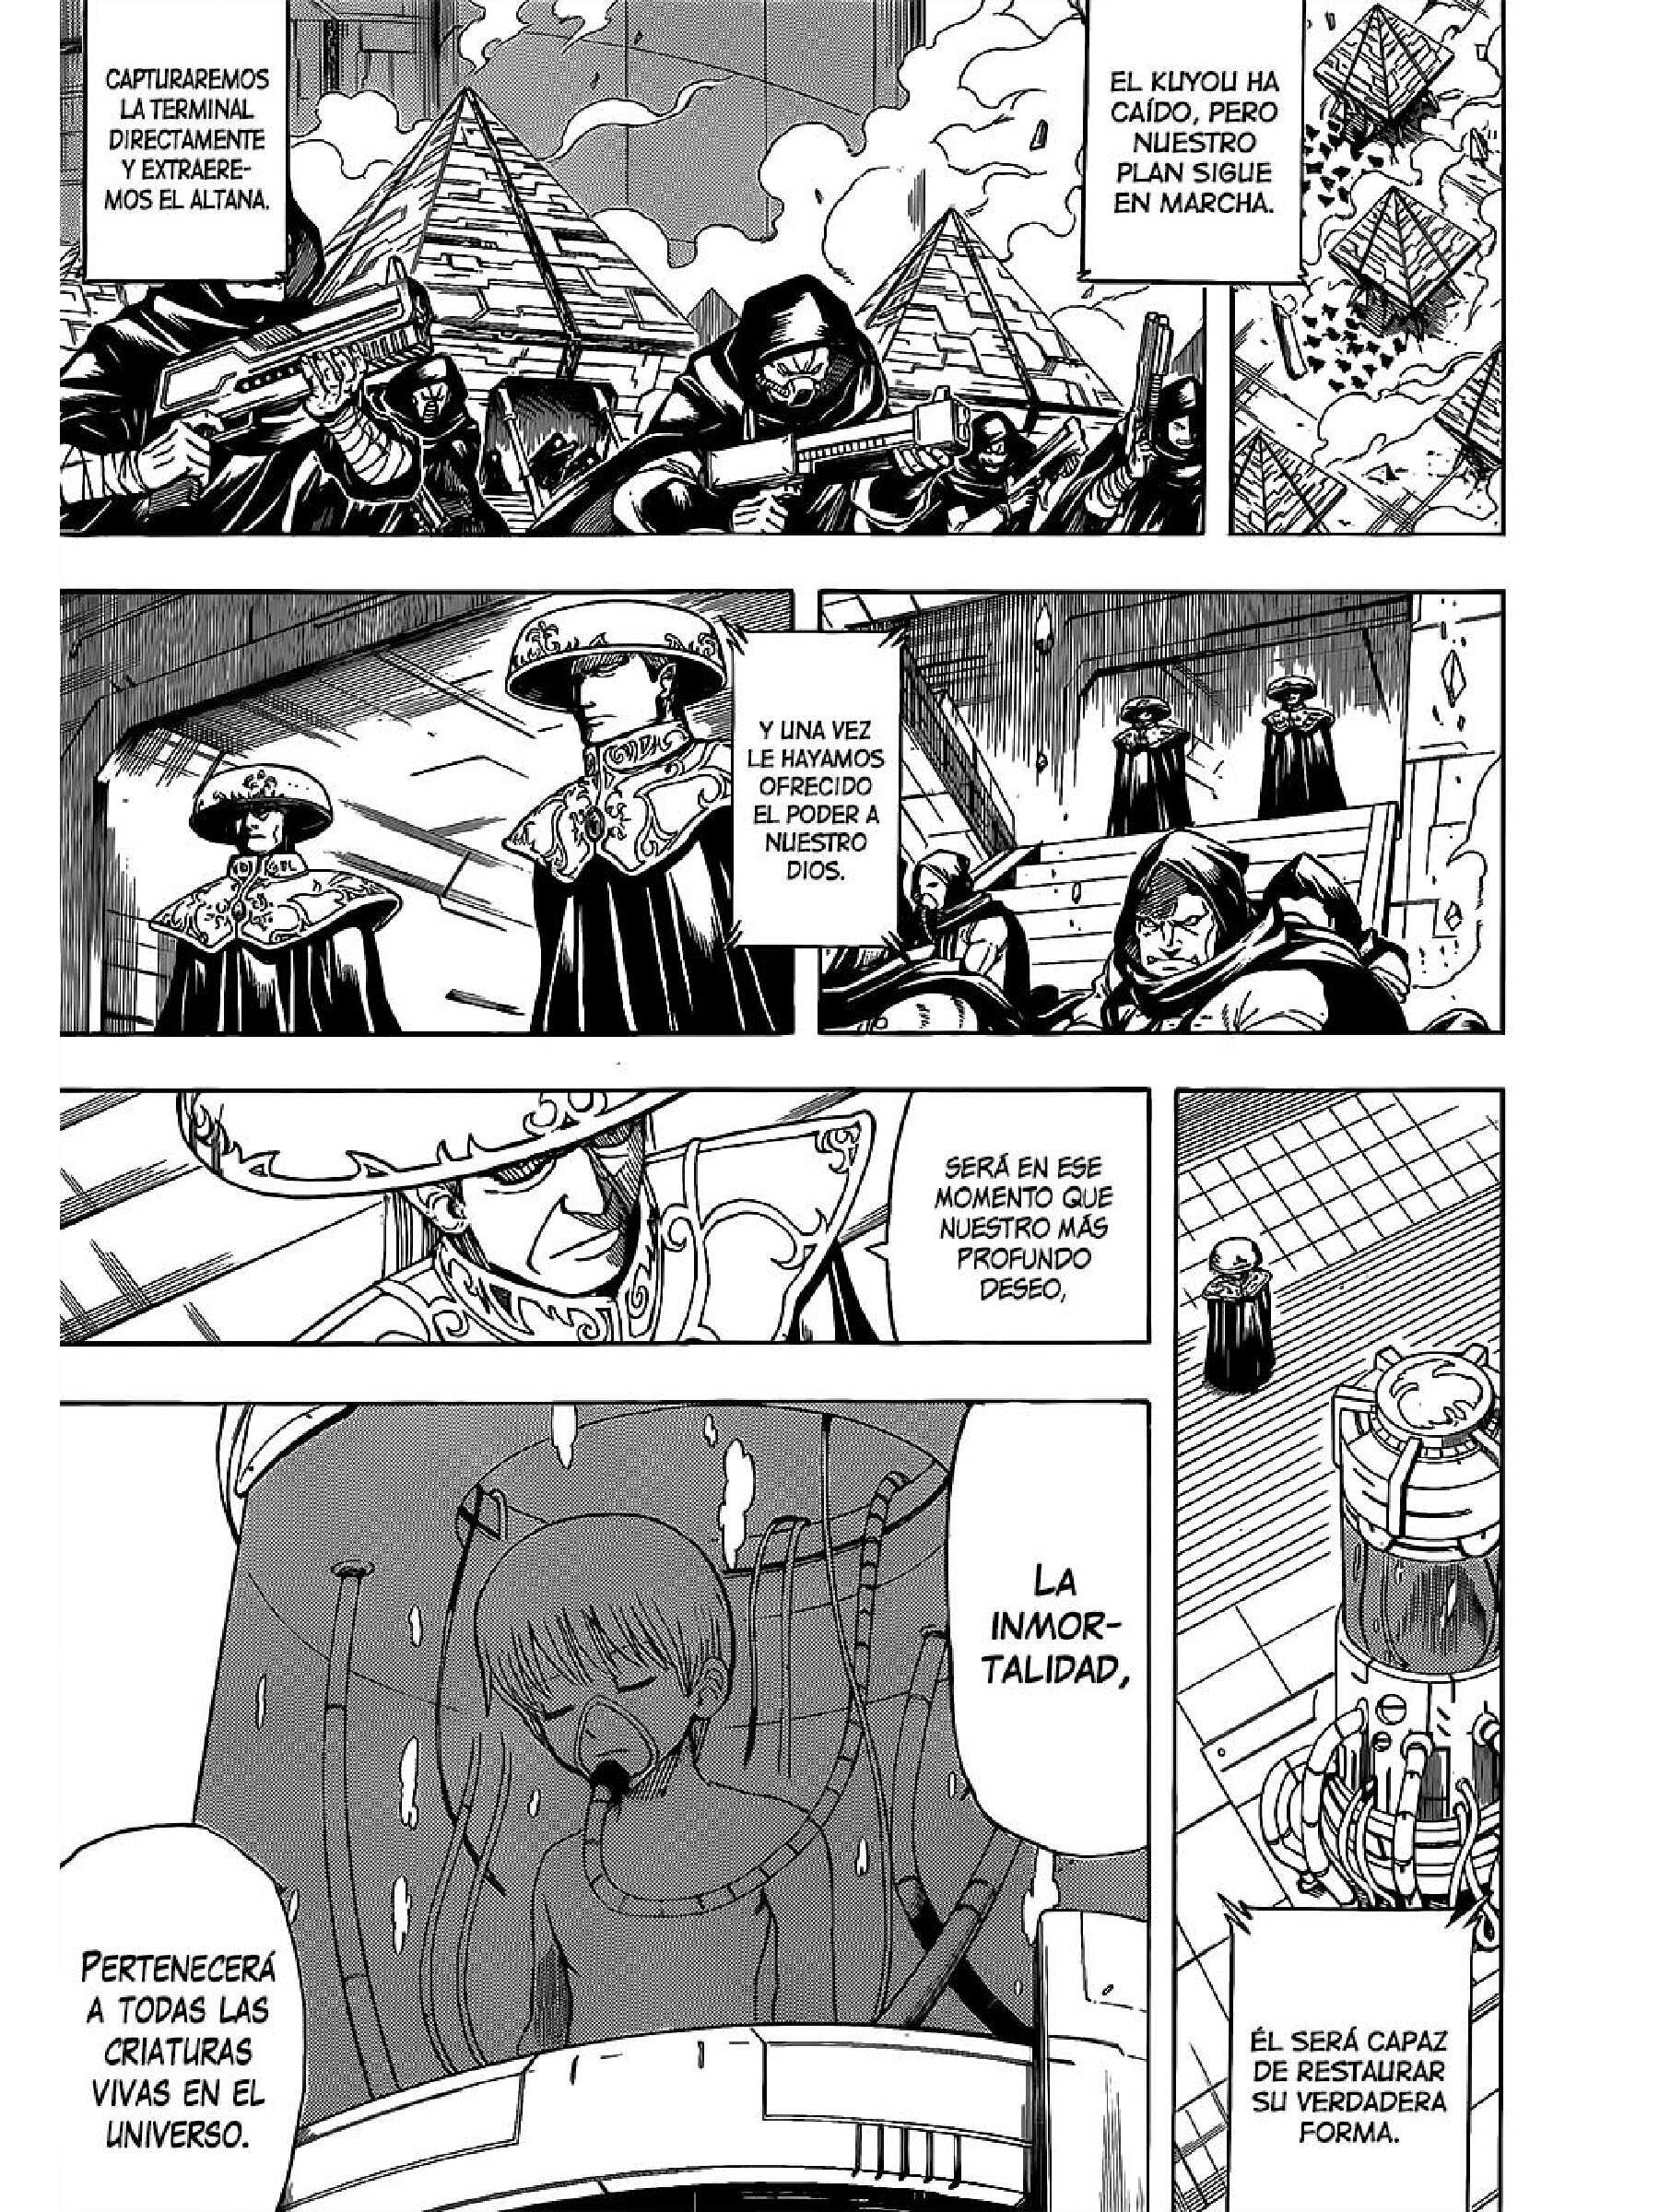 EL KUYOU HA
CAÍDO, PERO
NUESTRO
PLAN SIGUE
EN MARCHA.
CAPTURAREMOS
LA TERMINAL
DIRECTAMENTE
Y EXTRAERE-
MOS EL ALTANA.
Y UNA VEZ
LE HAYAMOS
OFRECIDO
EL PODER A
NUESTRO
DIOS.
ÉL SERÁ CAPAZ
DE RESTAURAR
SU VERDADERA
FORMA.
SERÁ EN ESE
MOMENTO QUE
NUESTRO MÁS
PROFUNDO
DESEO,
LA
INMOR-
TALIDAD,
PERTENECERÁ
A TODAS LAS
CRIATURAS
VIVAS EN EL
UNIVERSO.